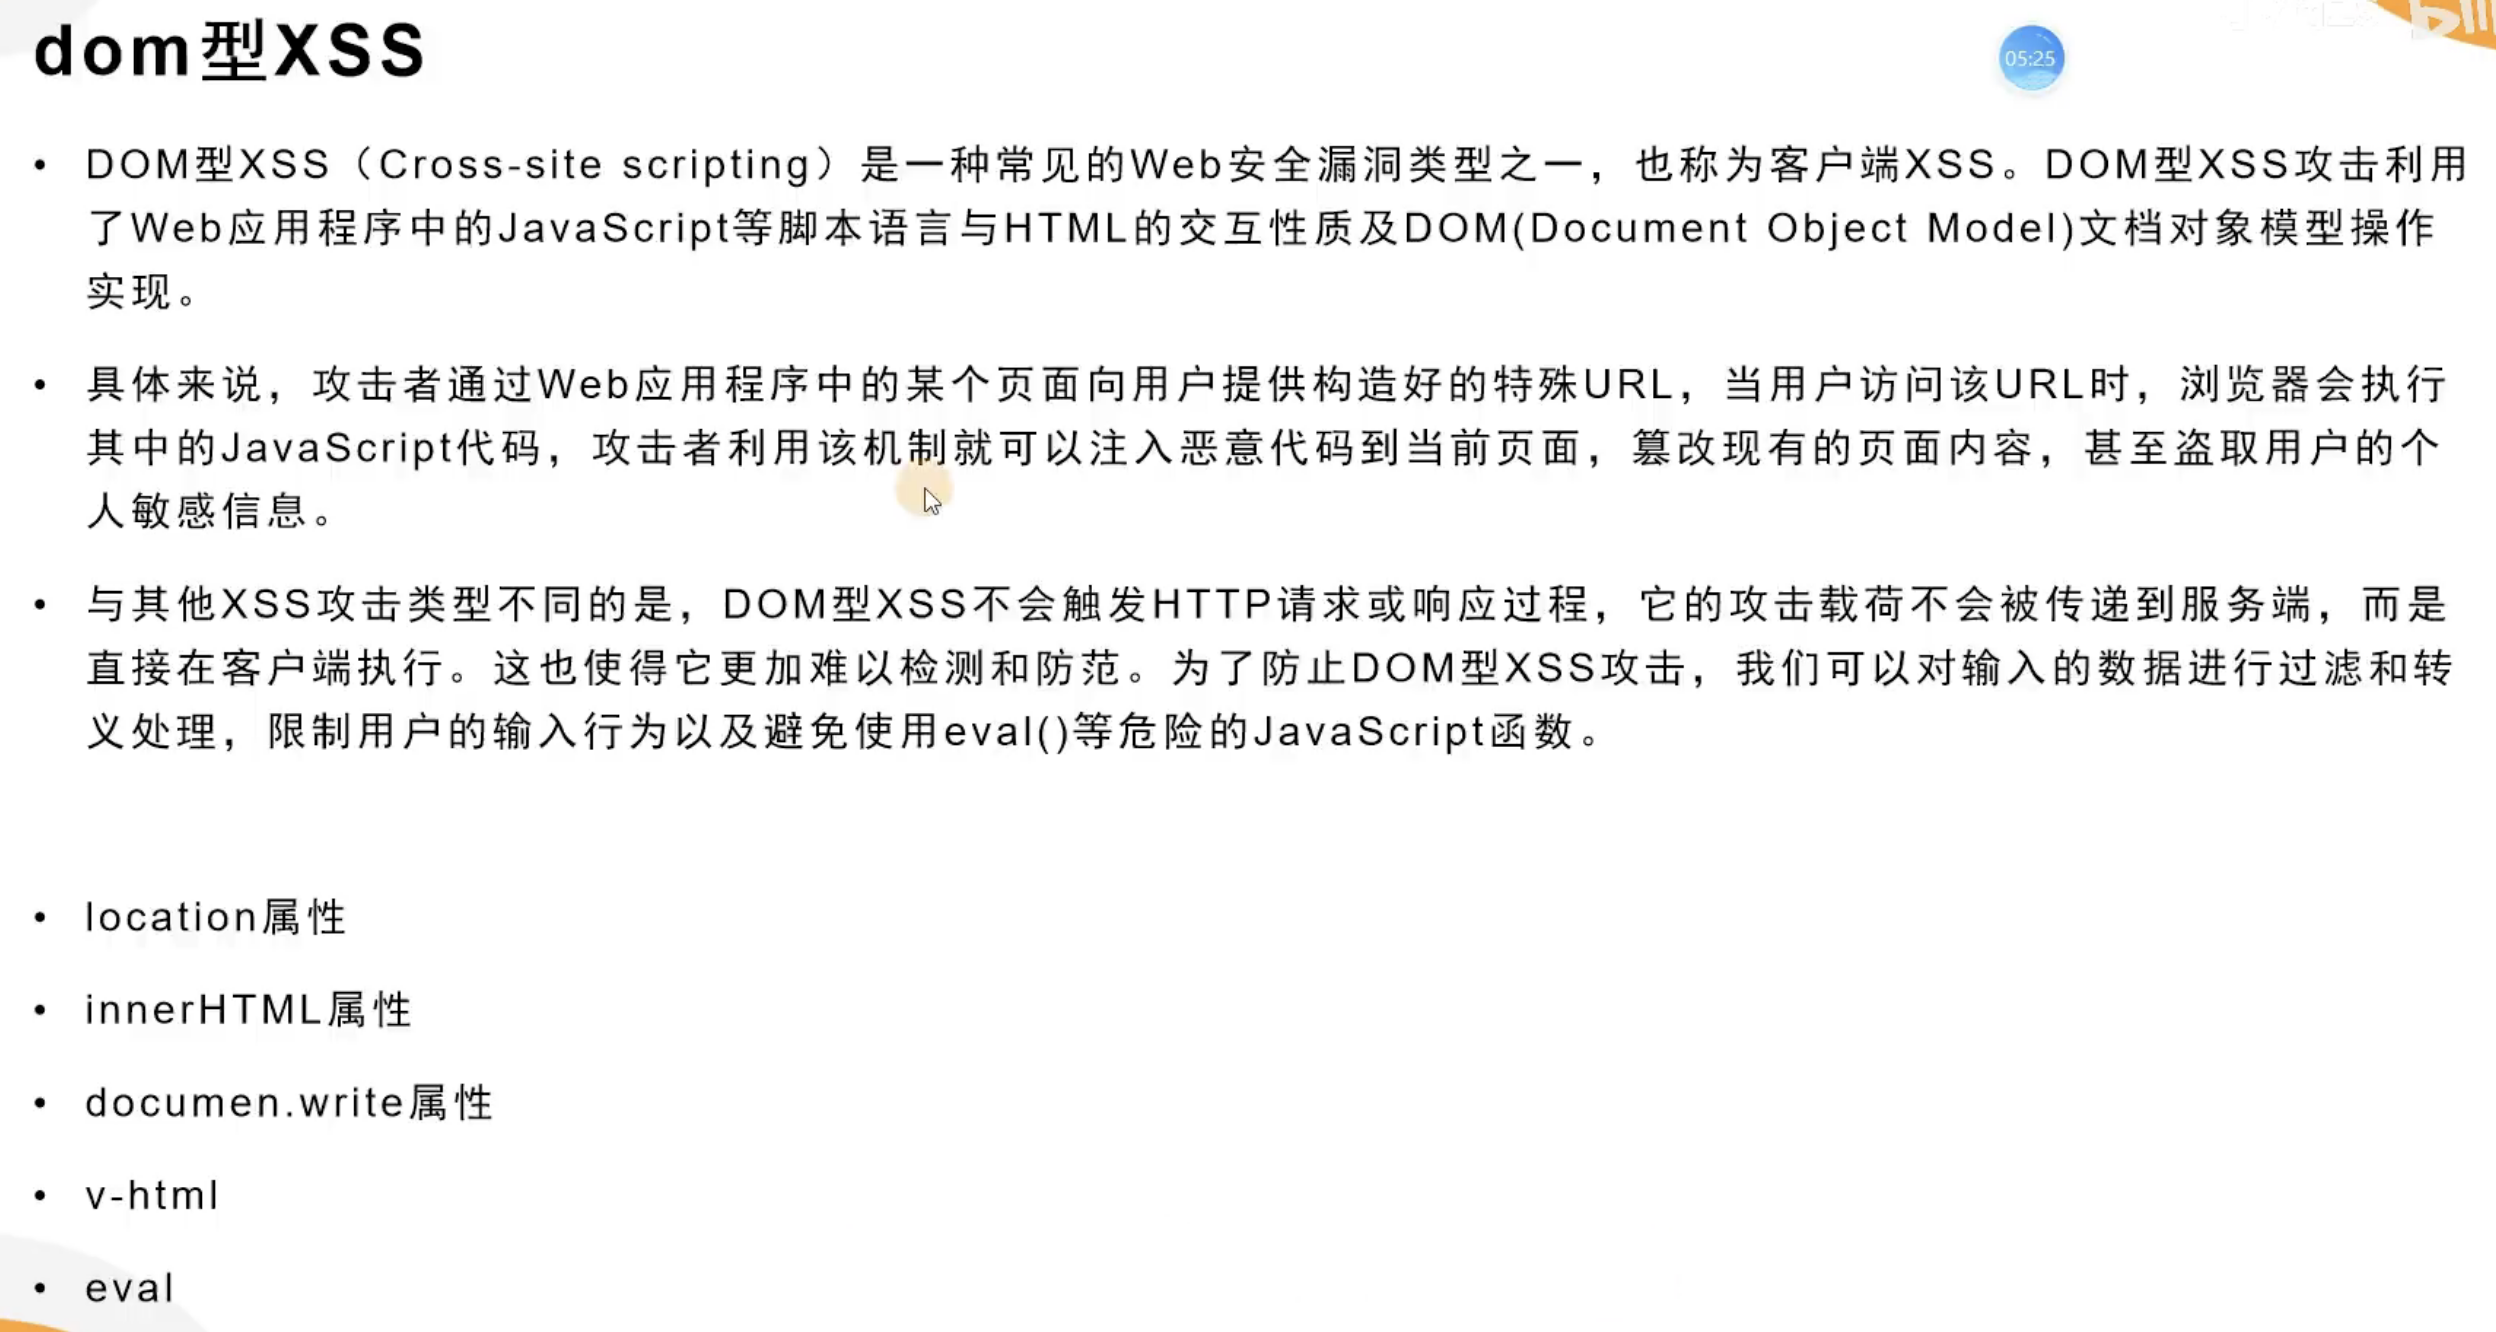 dom型XSS
05:25
• DOM型XSS（Cross-site scripting）是一种常见的Web安全漏洞类型之一，也称为客户端XSS。DOM型XSS攻击利用
了Web应用程序中的JavaScript等脚本语言与HTML的交互性质及DOM(Document Object Model)文档对象模型操作
实现。
• 具体来说，攻击者通过Web应用程序中的某个页面向用户提供构造好的特殊URL，当用户访问该URL时，浏览器会执行
其中的JavaScript代码，攻击者利用该机制就可以注入恶意代码到当前页面，篡改现有的页面内容，甚至盗取用户的个
人敏感信息。
• 与其他XSS攻击类型不同的是，DOM型XSS不会触发HTTP请求或响应过程，它的攻击载荷不会被传递到服务端，而是
直接在客户端执行。这也使得它更加难以检测和防范。为了防止DOM型XSS攻击，我们可以对输入的数据进行过滤和转
义处理，限制用户的输入行为以及避免使用eval()等危险的JavaScript函数。
• location属性
• innerHTML属性
• documen.write属性
• v-html
• eval